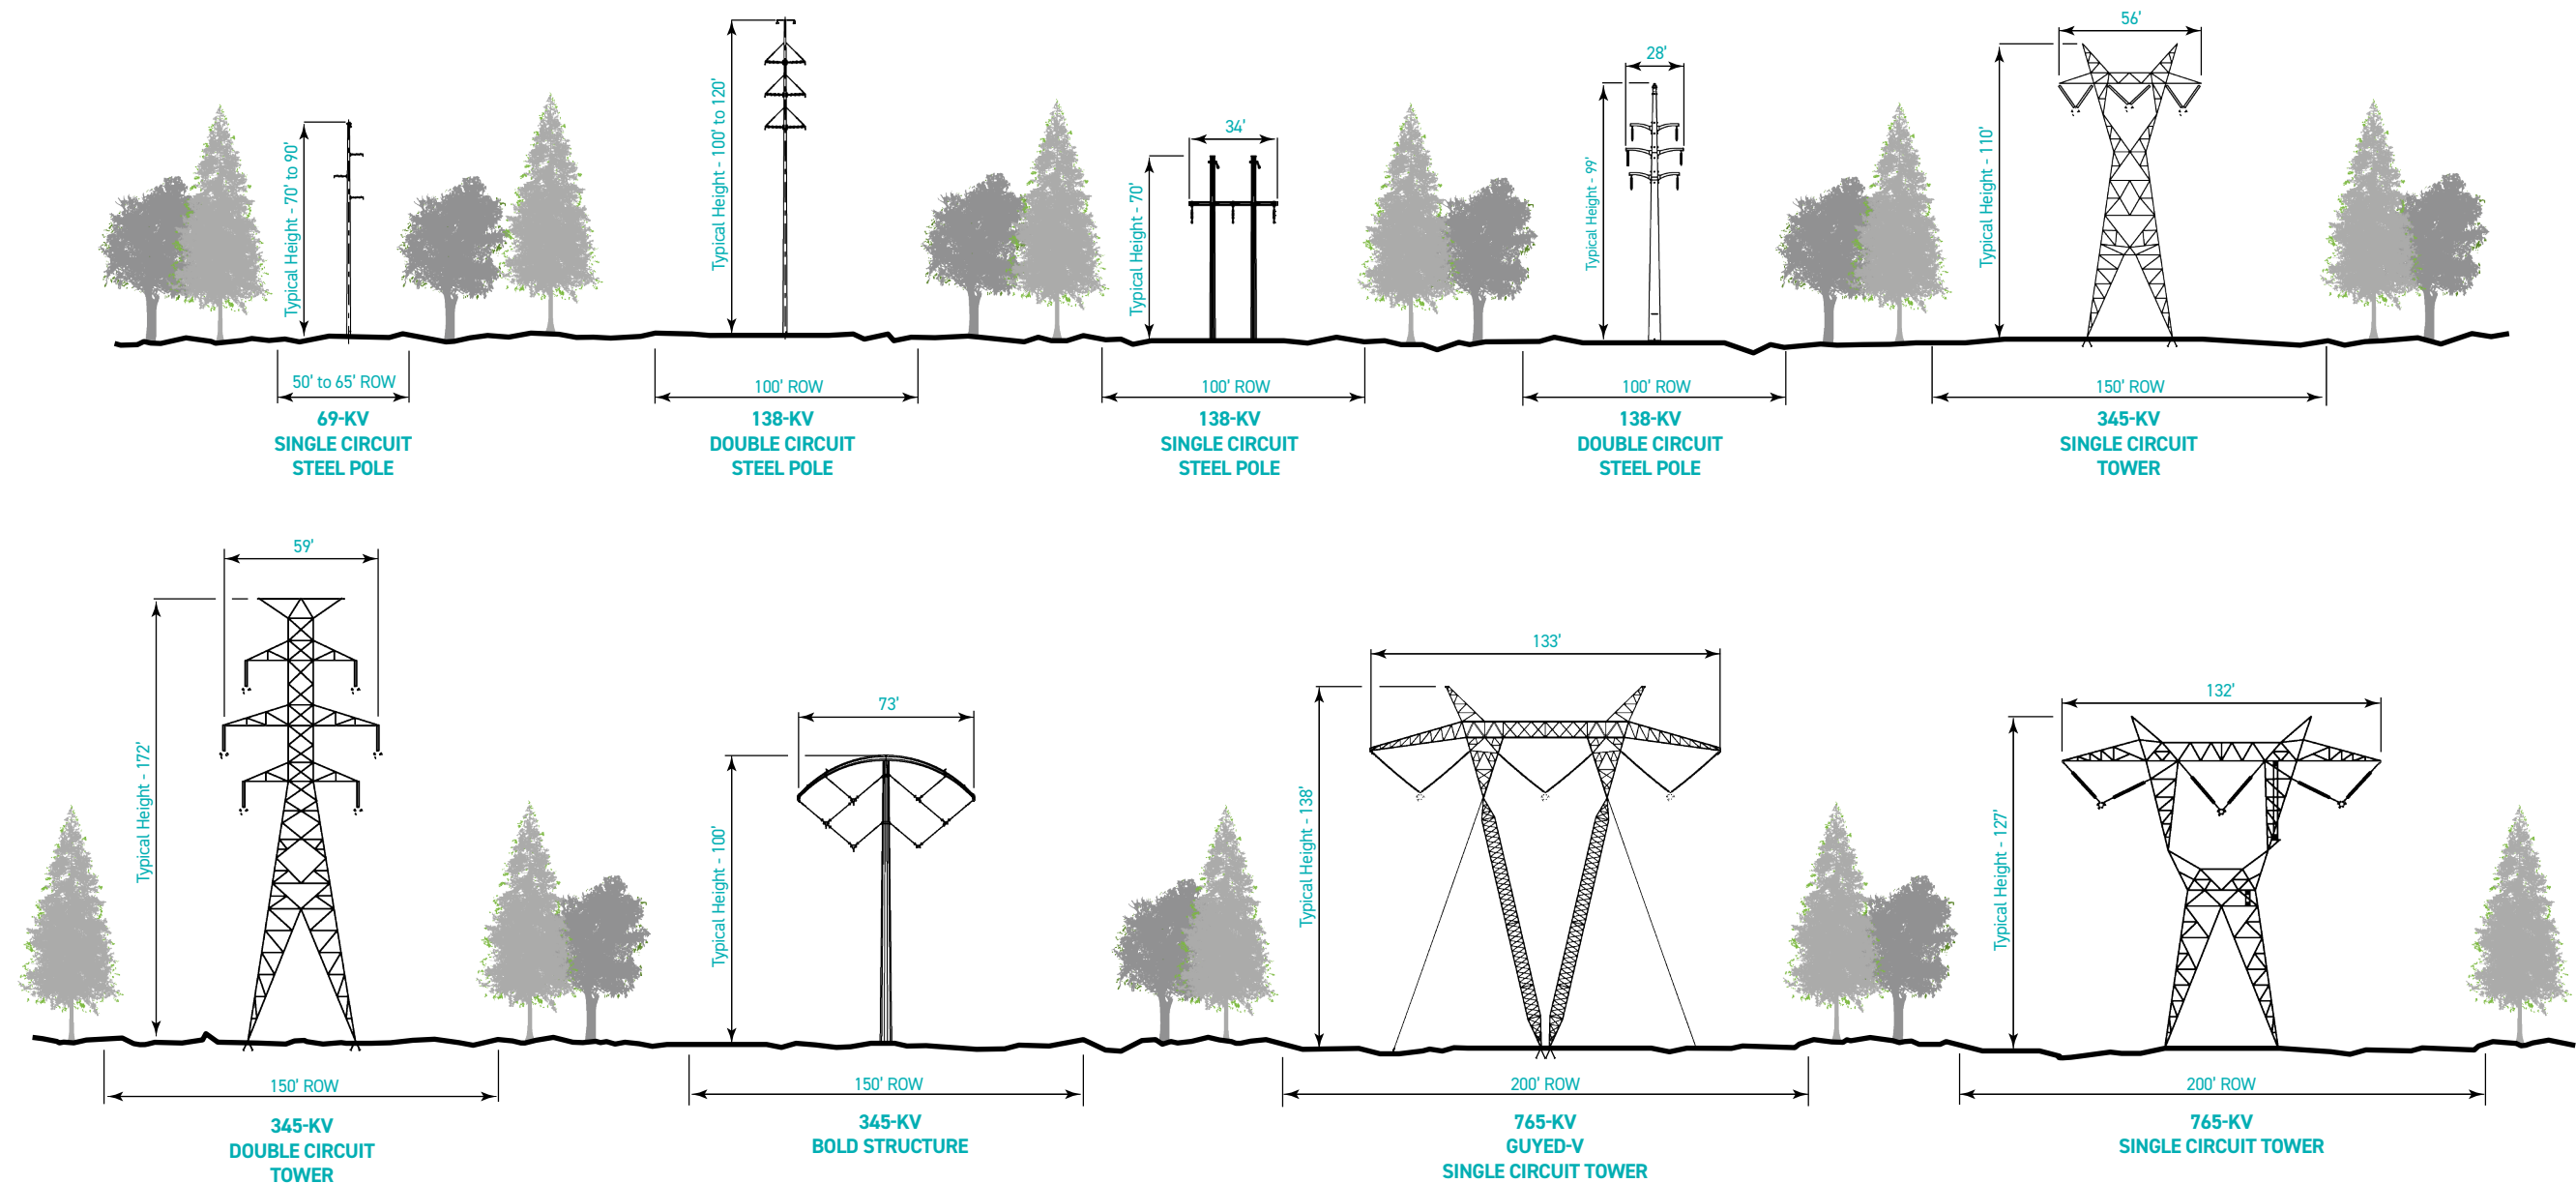 Typical Height - 70' to 90'
50' to 65' ROW
69-KV
SINGLE CIRCUIT
STEEL POLE
Typical Height - 100' to 120'
100' ROW
138-KV
DOUBLE CIRCUIT
STEEL POLE
34'
Typical Height - 70'
100' ROW
138-KV
SINGLE CIRCUIT
STEEL POLE
28'
Typical Height - 99'
100' ROW
138-KV
DOUBLE CIRCUIT
STEEL POLE
56'
Typical Height - 110'
150' ROW
345-KV
SINGLE CIRCUIT
TOWER
59'
Typical Height - 172'
150' ROW
345-KV
DOUBLE CIRCUIT
TOWER
73'
Typical Height - 100'
150' ROW
345-KV
BOLD STRUCTURE
133'
Typical Height - 138'
200' ROW
765-KV
GUYED-V
SINGLE CIRCUIT TOWER
132'
Typical Height - 127'
200' ROW
765-KV
SINGLE CIRCUIT TOWER